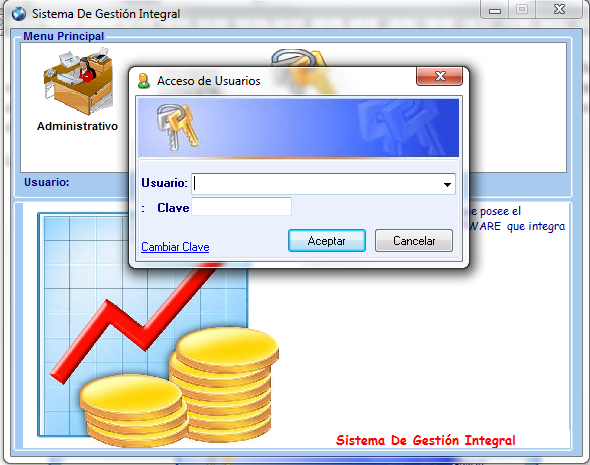 Sistema De Gestión Integral
Menu Principal
Acceso de Usuarios
Administrativo
Usuario:
Usuario:
: Clave
Cambiar Clave
Aceptar
Cancelar
posee el
WARE que integra
Sistema De Gestión Integral